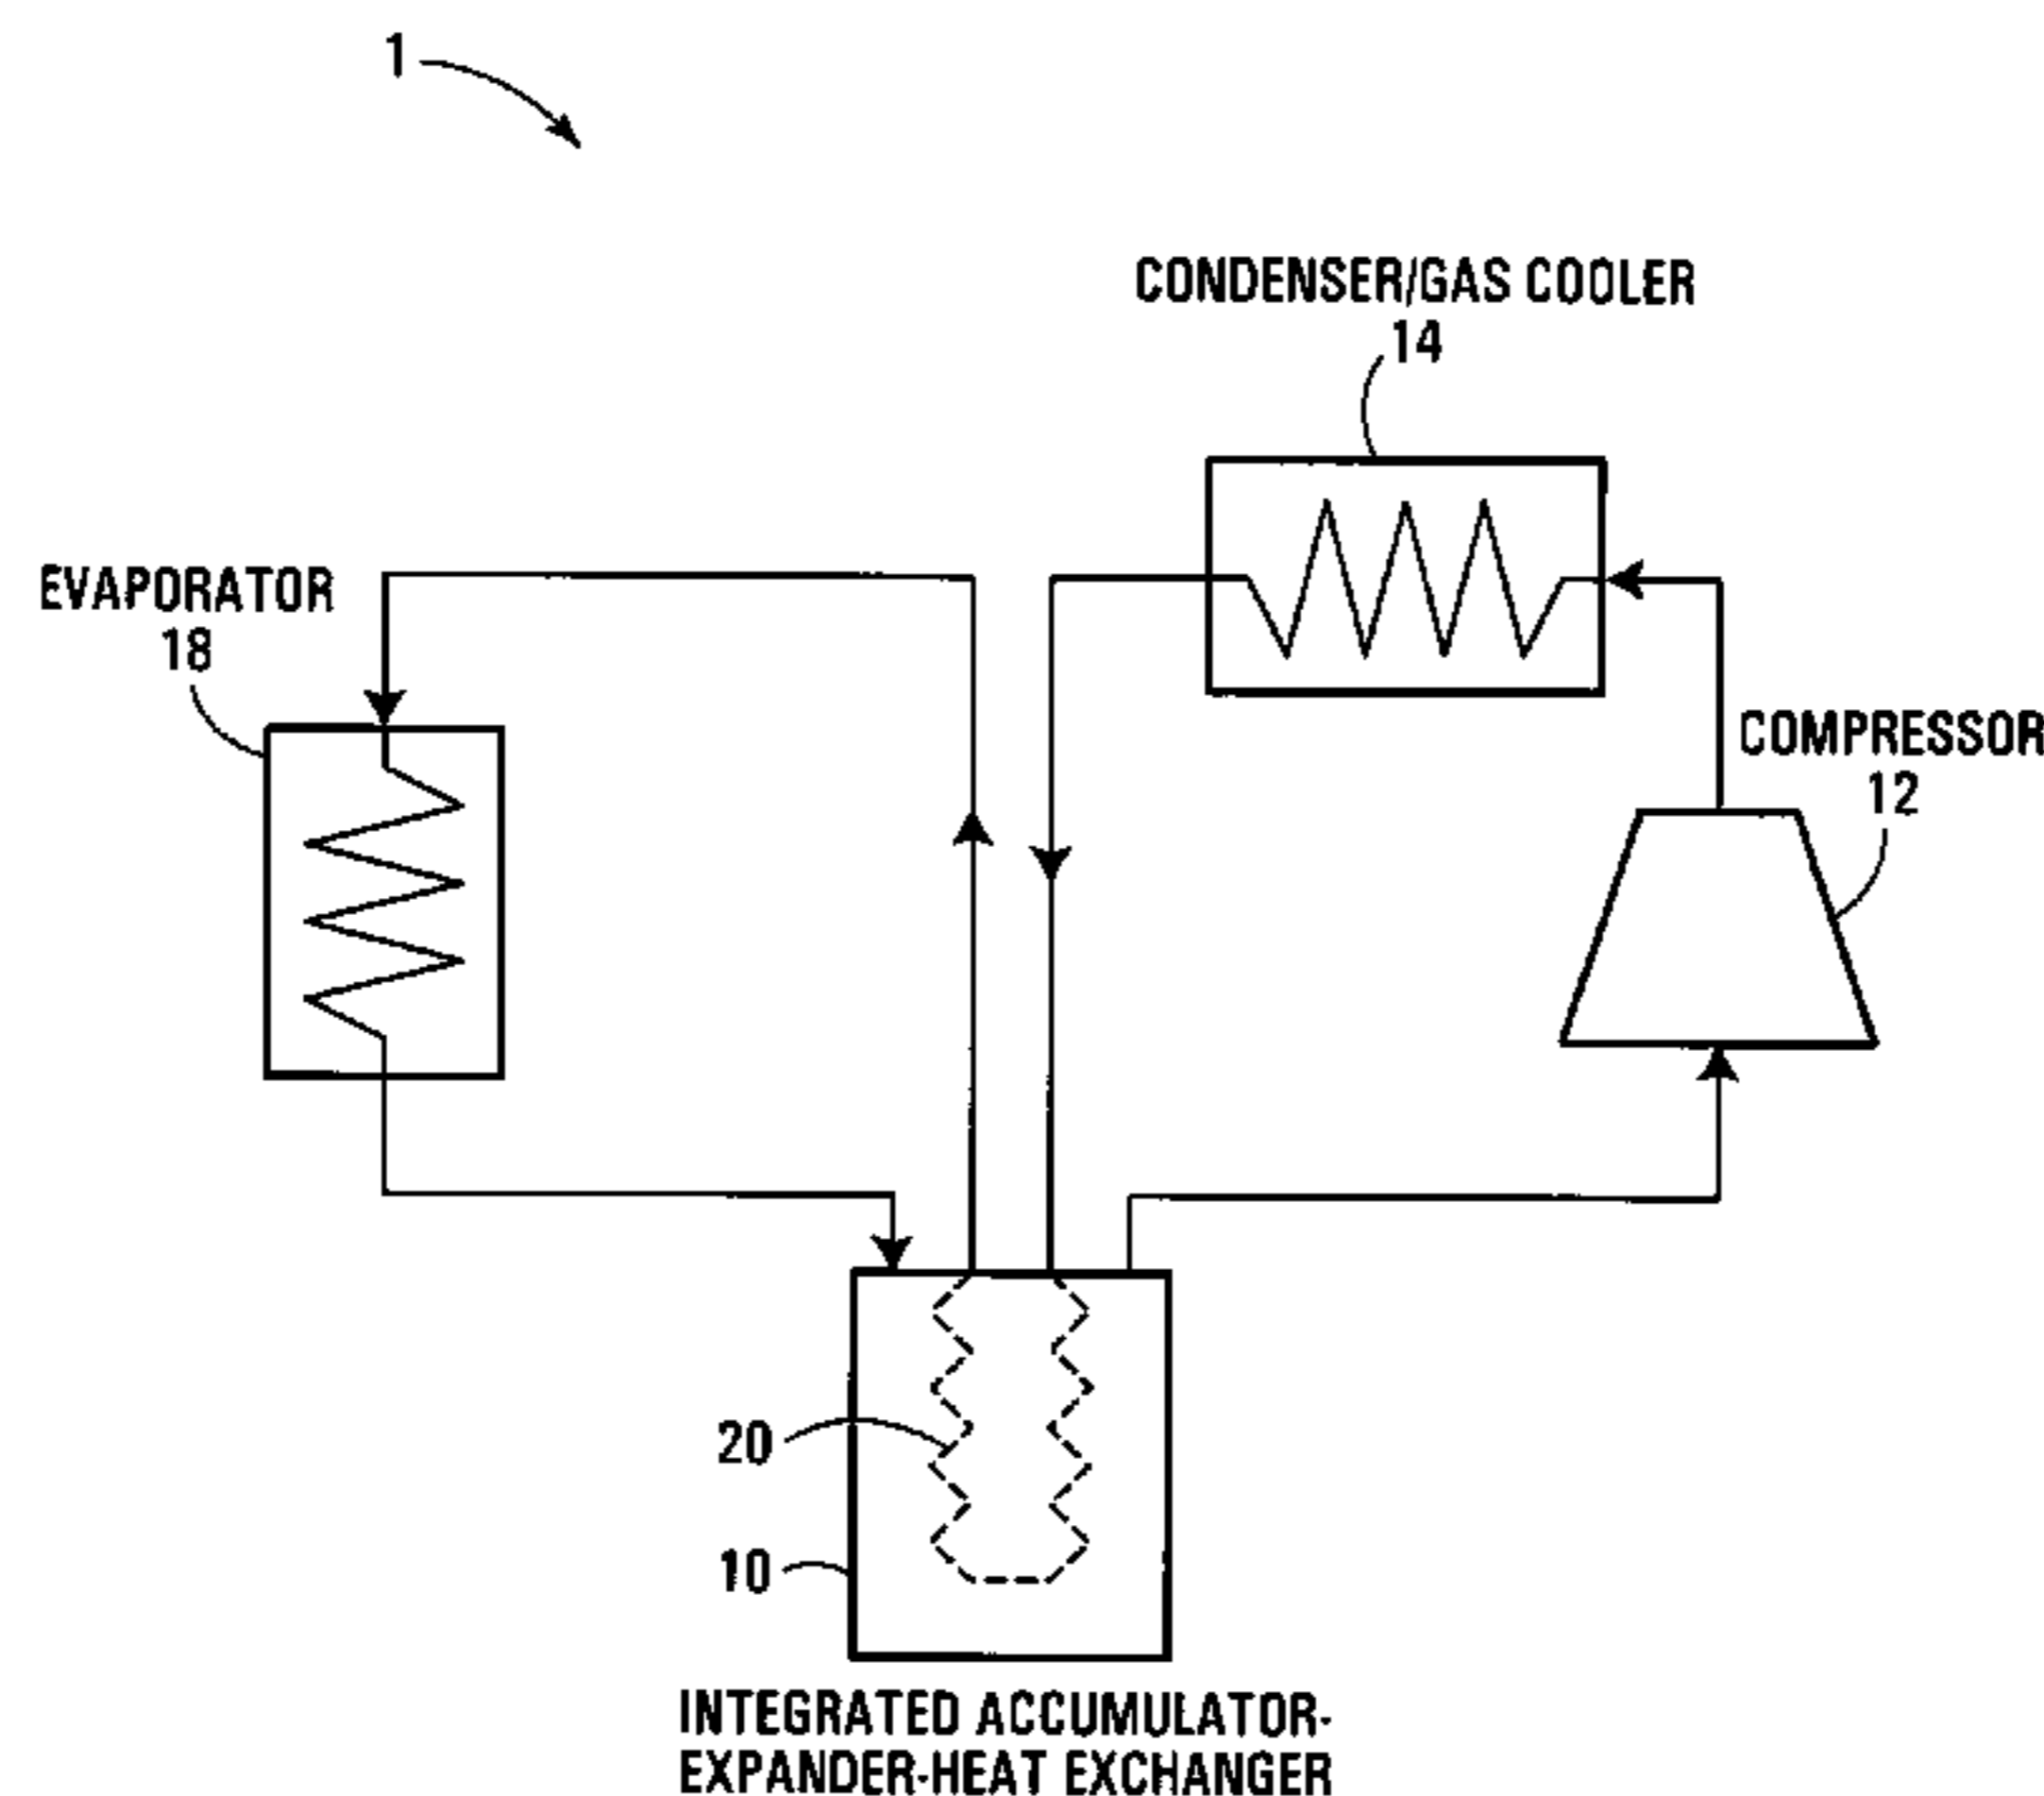 1
CONDENSER/GAS COOLER
14
EVAPORATOR
18
COMPRESSOR
12
20
10
INTEGRATED ACCUMULATOR-
EXPANDER-HEAT EXCHANGER